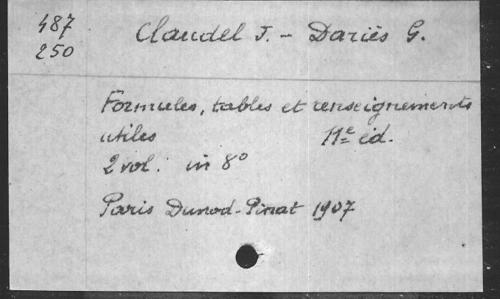 487 Claudel J. - Dariès G.
250
Formules, tables et renseignements
utiles 11e éd.
2 vol. in 8°
Paris Dunod-Pinat 1907